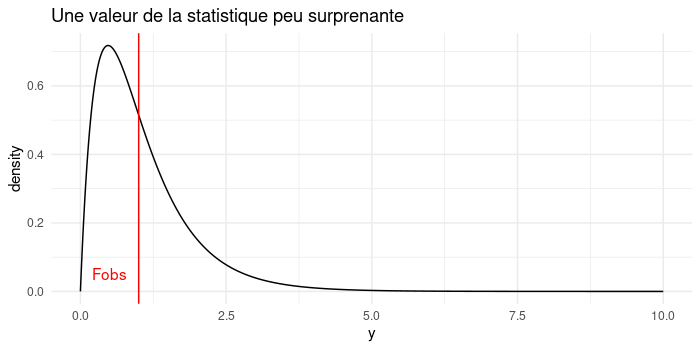 Une valeur de la statistique peu surprenante
density
0.6
0.4
0.2
0.0
Fobs
0.0 2.5 5.0 7.5 10.0
y